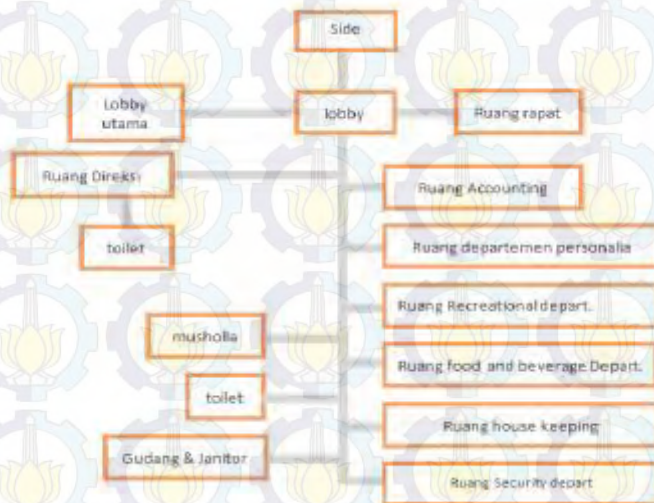 Side
Lobby
utama
lobby
Ruang rapat
Ruang Direksi
Ruang Accounting
toilet
Ruang departemen personalia
Ruang Recreational depart.
musholla
Ruang food and beverage Depart.
toilet
Ruang house keeping
Gudang & Janitor
Ruang Security depart